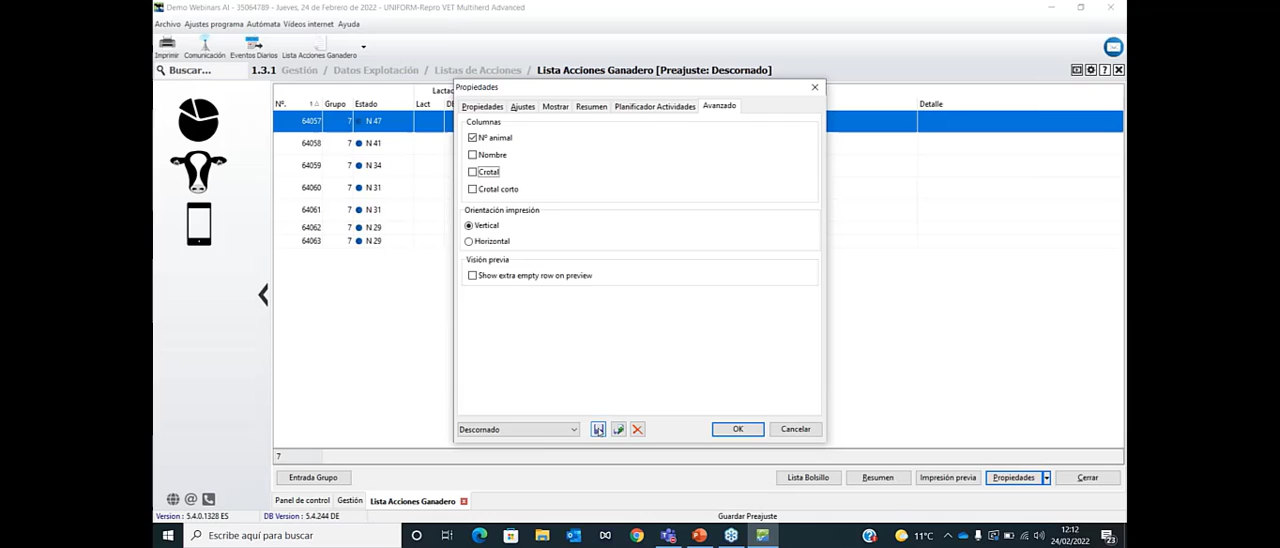 Demo Webinars AI - 35064789 - Jueves, 24 de Febrero de 2022 - UNIFORM-Repro VET Multiherd Advanced
Archivo Ajustes programa Autómata Vídeos internet Ayuda
Imprimir Comunicación Eventos Diarios Lista Acciones Ganadero
Buscar... 1.3.1 Gestión / Datos Explotación / Listas de Acciones / Lista Acciones Ganadero [Preajuste: Descornado]
Lactac
Nº. 1 Grupo Estado Lact DE Detalle
64057 7 N 47
64058 7 N 41
64059 7 N 34
64060 7 N 31
64061 7 N 31
64062 7 N 29
64063 7 N 29
7
Propiedades
Propiedades Ajustes Mostrar Resumen Planificador Actividades Avanzado
Columnas
Nº animal
Nombre
Crotal
Crotal corto
Orientación impresión
Vertical
Horizontal
Visión previa
Show extra empty row on preview
Descornado OK Cancelar
Entrada Grupo Lista Bolsillo Resumen Impresión previa Propiedades Cerrar
Panel de control Gestión Lista Acciones Ganadero
Version : 5.4.0.1328 ES DB Version : 5.4.244 DE Guardar Preajuste
Escribe aquí para buscar 11°C 12:12
24/02/2022 23